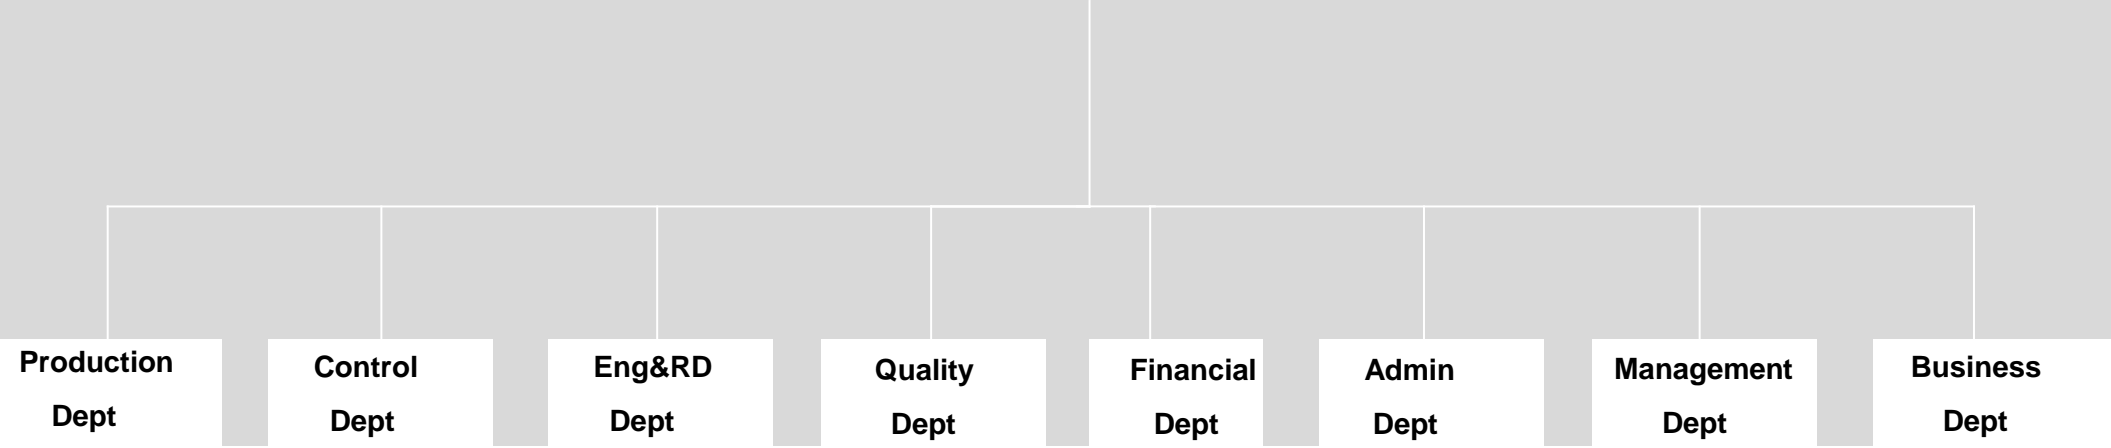 Production
Dept
Control
Dept
Eng&RD
Dept
Quality
Dept
Financial
Dept
Admin
Dept
Management
Dept
Business
Dept